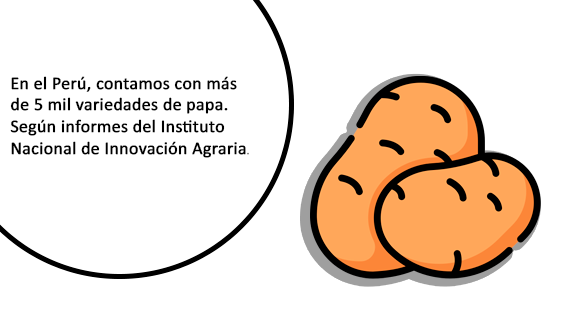 En el Perú, contamos con más
de 5 mil variedades de papa.
Según informes del Instituto
Nacional de Innovación Agraria.